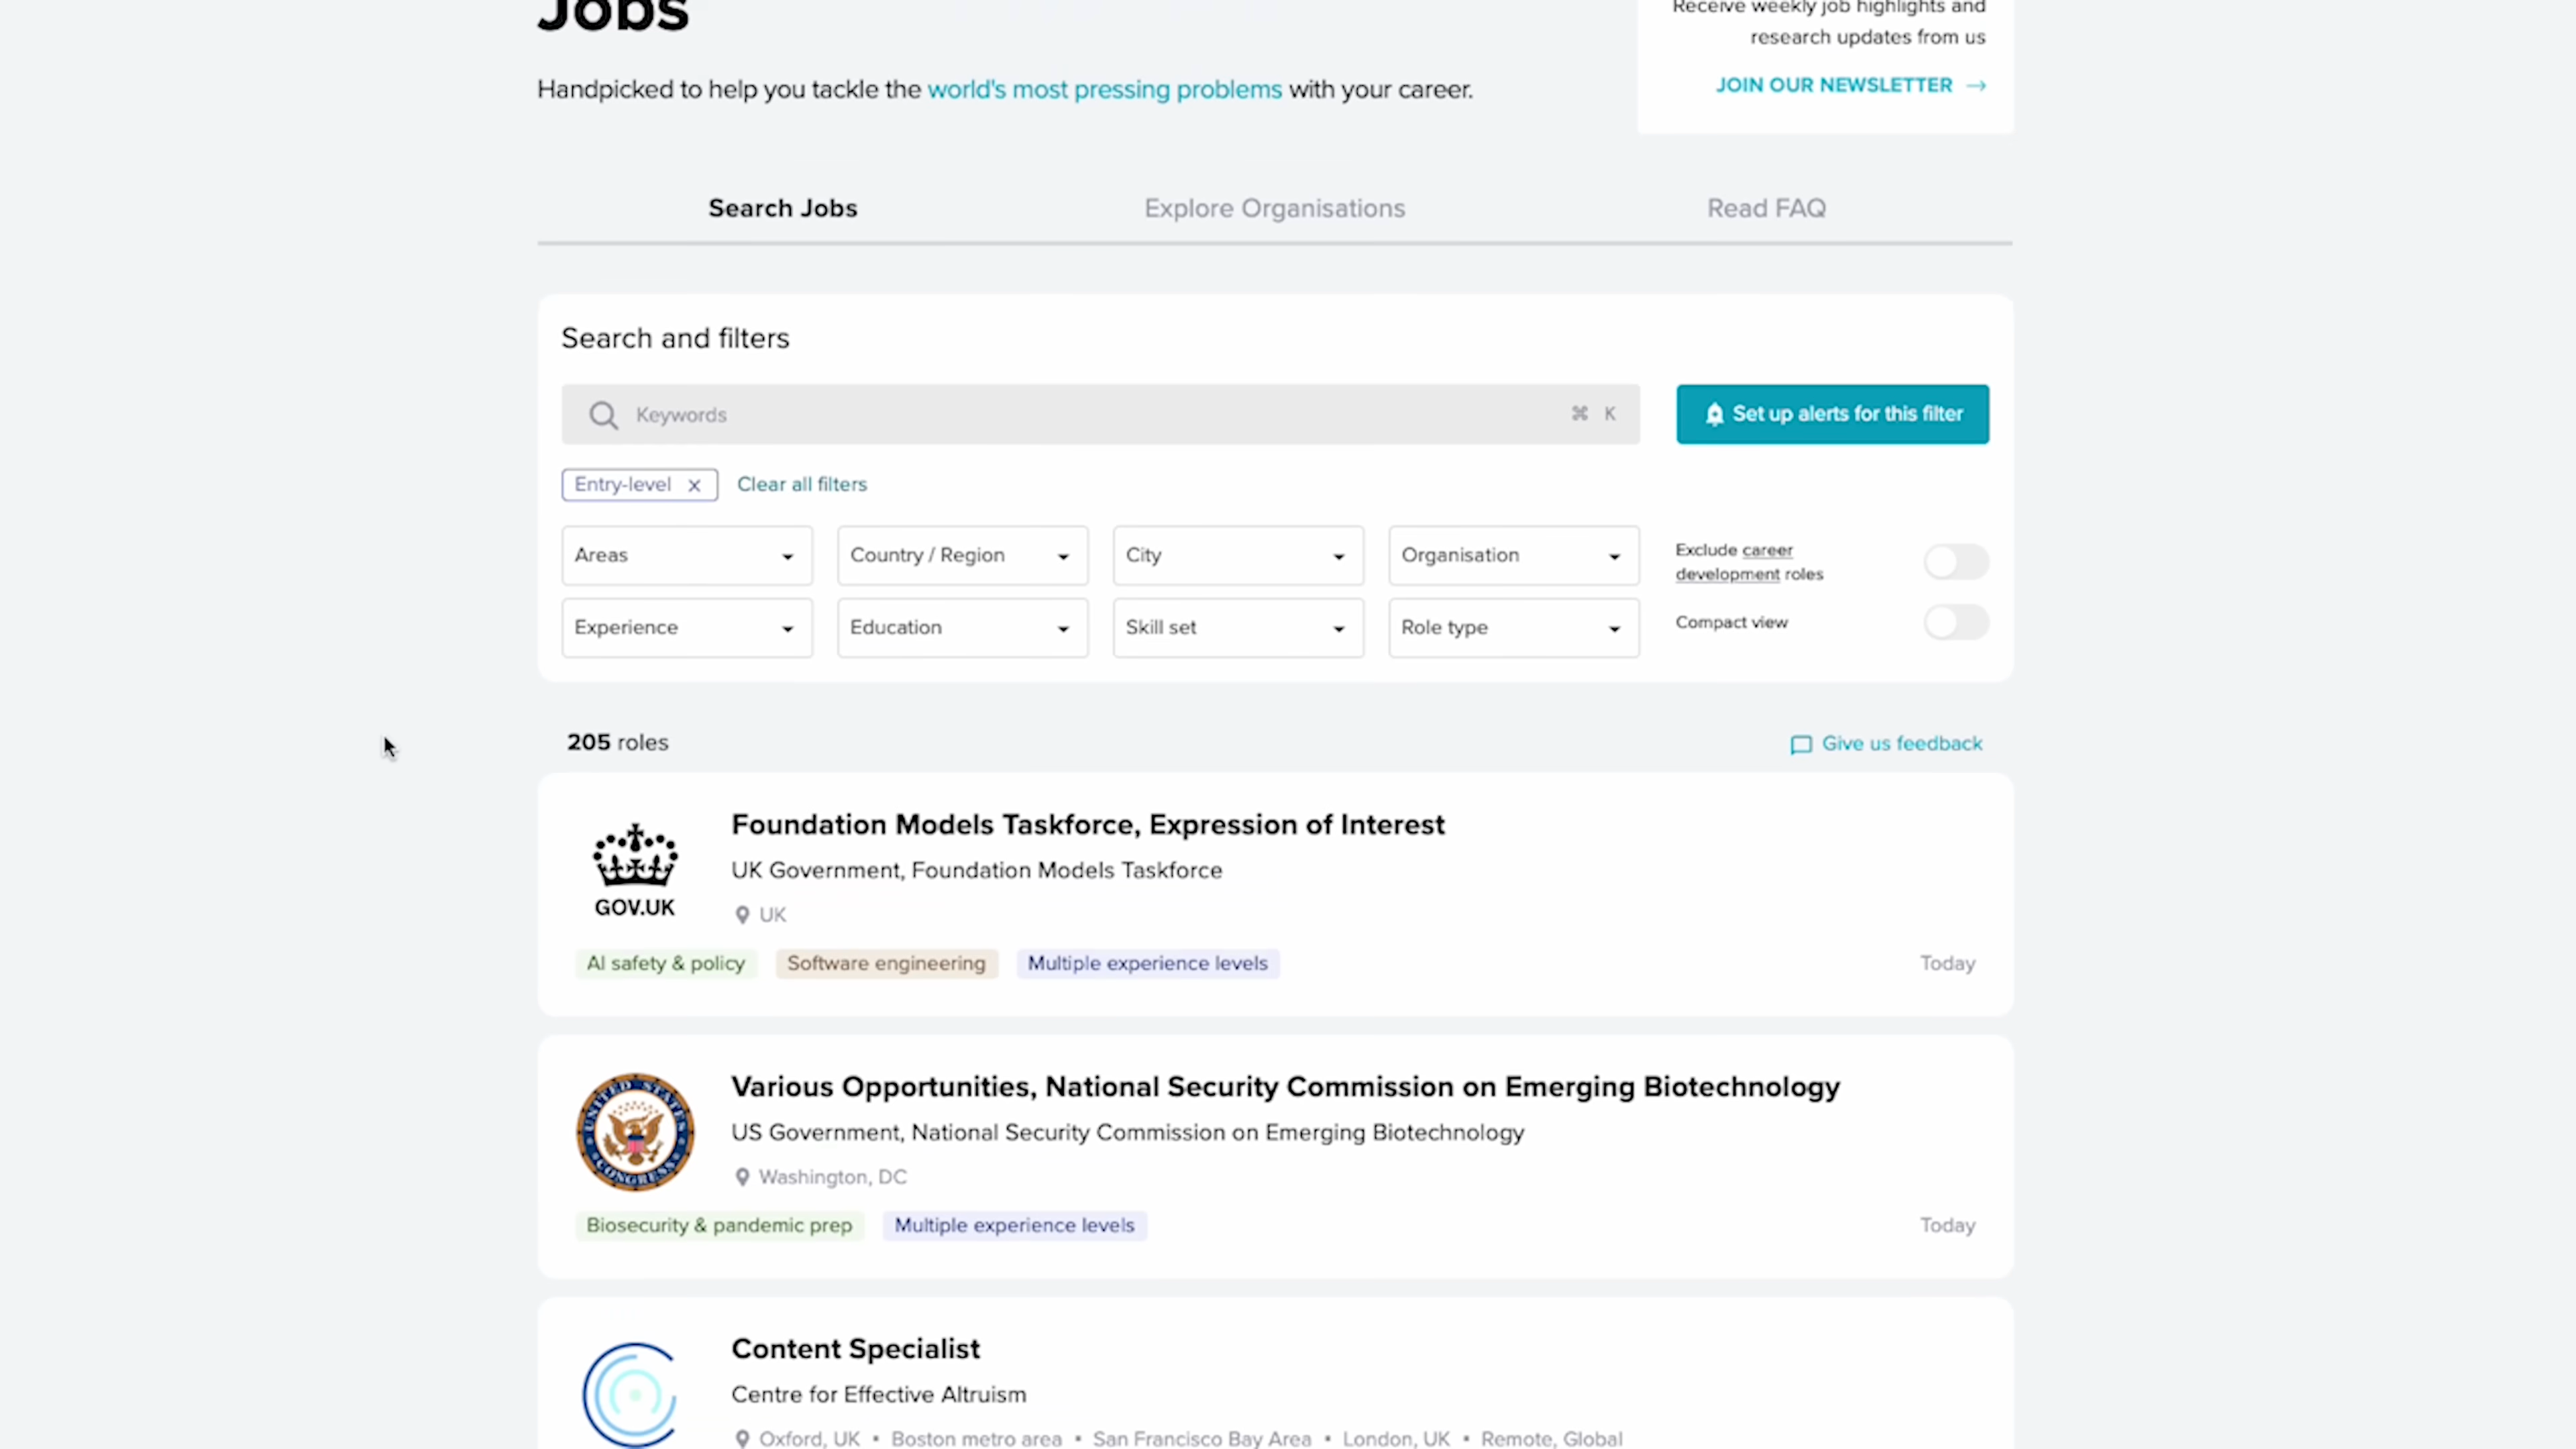 Jobs
Receive weekly job highlights and
research updates from us
Handpicked to help you tackle the world's most pressing problems with your career.
JOIN OUR NEWSLETTER →
Search Jobs
Explore Organisations
Read FAQ
Search and filters
Keywords
⌘ K
Set up alerts for this filter
Entry-level x
Clear all filters
Areas
Country / Region
City
Organisation
Exclude career
development roles
Experience
Education
Skill set
Role type
Compact view
205 roles
Give us feedback
Foundation Models Taskforce, Expression of Interest
UK Government, Foundation Models Taskforce
GOV.UK
UK
AI safety & policy
Software engineering
Multiple experience levels
Today
Various Opportunities, National Security Commission on Emerging Biotechnology
UNITED STATES
CONGRESS
US Government, National Security Commission on Emerging Biotechnology
Washington, DC
Biosecurity & pandemic prep
Multiple experience levels
Today
Content Specialist
Centre for Effective Altruism
Oxford, UK • Boston metro area • San Francisco Bay Area • London, UK • Remote, Global